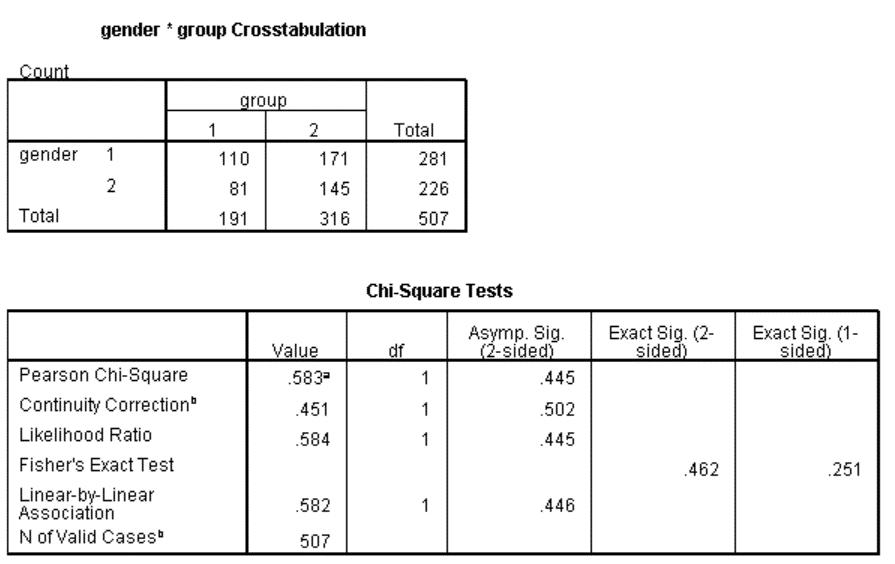 gender * group Crosstabulation
Count
group
1 2 Total
gender 1 110 171 281
2 81 145 226
Total 191 316 507
Chi-Square Tests
Value df Asymp. Sig. (2-sided) Exact Sig. (2-sided) Exact Sig. (1-sided)
Pearson Chi-Square .583a 1 .445
Continuity Correctionb .451 1 .502
Likelihood Ratio .584 1 .445
Fisher's Exact Test .462 .251
Linear-by-Linear Association .582 1 .446
N of Valid Casesb 507